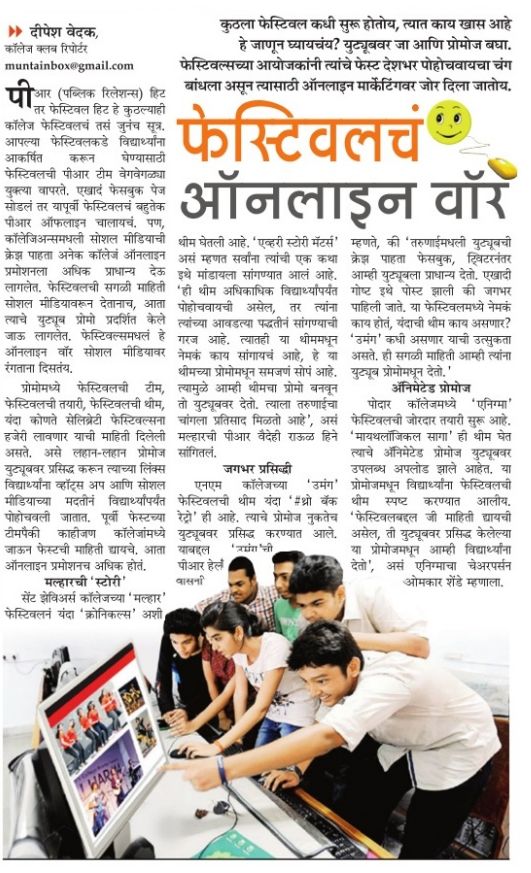 दीपेश वेदक,
कॉलेज क्लब रिपोर्टर
muntainbox@gmail.com
कुठला फेस्टिवल कधी सुरू होतोय, त्यात काय खास आहे
हे जाणून घ्यायचंय? युट्यूबवर जा आणि प्रोमोज बघा.
फेस्टिवल्सच्या आयोजकांनी त्यांचे फेस्ट देशभर पोहोचवायचा चंग
बांधला असून त्यासाठी ऑनलाइन मार्केटिंगवर जोर दिला जातोय.
फेस्टिवलचं
ऑनलाइन वॉर
पीआर (पब्लिक रिलेशन्स) हिट
तर फेस्टिवल हिट हे कुठल्याही
कॉलेज फेस्टिवलचं तसं जुनंच सूत्र.
आपल्या फेस्टिवलकडे विद्यार्थ्यांना
आकर्षित करून घेण्यासाठी
फेस्टिवलची पीआर टीम वेगवेगळ्या
युक्त्या वापरते. एखादं फेसबुक पेज
सोडलं तर यापूर्वी फेस्टिवलचं बहुतेक
पीआर ऑफलाइन चालायचं. पण,
कॉलेजिअन्समधली सोशल मीडियाची
क्रेझ पाहता अनेक कॉलेजं ऑनलाइन
प्रमोशनला अधिक प्राधान्य देऊ
लागलेत. फेस्टिवलची सगळी माहिती
सोशल मीडियावरून देतानाच, आता
त्याचे युट्यूब प्रोमो प्रदर्शित केले
जाऊ लागलेत. फेस्टिवल्समधलं हे
ऑनलाइन वॉर सोशल मीडियावर
रंगताना दिसतंय.
प्रोमोमध्ये फेस्टिवलची टीम,
फेस्टिवलची तयारी, फेस्टिवलची थीम,
यंदा कोणते सेलिब्रेटी फेस्टिवल्सना
हजेरी लावणार याची माहिती दिलेली
असते. असे लहान-लहान प्रोमोज
युट्यूबवर प्रसिद्ध करून त्याच्या लिंक्स
विद्यार्थ्यांना व्हॉट्स अप आणि सोशल
मीडियाच्या मदतीनं विद्यार्थ्यांपर्यंत
पोहोचवली जातात. पूर्वी फेस्टच्या
टीमपैकी काहीजण कॉलेजांमध्ये
जाऊन फेस्टची माहिती द्यायचे. आता
ऑनलाइन प्रमोशनच अधिक होतं.
मल्हारची 'स्टोरी'
सेंट झेविअर्स कॉलेजच्या 'मल्हार'
फेस्टिवलनं यंदा 'क्रोनिकल्स' अशी
थीम घेतली आहे. 'एव्हरी स्टोरी मॅटर्स'
असं म्हणत सर्वांना त्यांची एक कथा
इथे मांडायला सांगण्यात आलं आहे.
'ही थीम अधिकाधिक विद्यार्थ्यांपर्यंत
पोहोचवायची असेल, तर त्यांना
त्यांच्या आवडत्या पद्धतीनं सांगण्याची
गरज आहे. त्यातही या थीममधून
नेमकं काय सांगायचं आहे, हे या
थीमच्या प्रोमोमधून समजणं सोपं आहे.
त्यामुळे आम्ही थीमचा प्रोमो बनवून
तो युट्यूबवर देतो. त्याला तरुणाईचा
चांगला प्रतिसाद मिळतो आहे', असं
मल्हारची पीआर वैदेही राऊळ हिने
सांगितलं.
जगभर प्रसिद्धी
एनएम कॉलेजच्या 'उमंग'
फेस्टिवलची थीम यंदा '#थ्रो बॅक
रेट्रो' ही आहे. त्याचे प्रोमोज नुकतेच
युट्यूबवर प्रसिद्ध करण्यात आले.
याबद्दल 'उमंग'ची
पीआर हेली
वासनी
म्हणते, की 'तरुणाईमधली युट्यूबची
क्रेझ पाहता फेसबुक, ट्विटरनंतर
आम्ही युट्यूबला प्राधान्य देतो. एखादी
गोष्ट इथे पोस्ट झाली की जगभर
पाहिली जाते. या फेस्टिवलमध्ये नेमकं
काय होतं, यंदाची थीम काय असणार?
'उमंग' कधी असणार याची उत्सुकता
असते. ही सगळी माहिती आम्ही त्यांना
युट्यूब प्रोमोमधून देतो.'
अॅनिमेटेड प्रोमोज
पोदार कॉलेजमध्ये 'एनिग्मा'
फेस्टिवलची जोरदार तयारी सुरू आहे.
'मायथलॉजिकल सागा' ही थीम घेत
त्याचे अॅनिमेटेड प्रोमोज युट्यूबवर
उपलब्ध अपलोड झाले आहेत. या
प्रोमोजमधून विद्यार्थ्यांना फेस्टिवलची
थीम स्पष्ट करण्यात आलीय.
'फेस्टिवलबद्दल जी माहिती द्यायची
असेल, ती युट्यूबवर प्रसिद्ध केलेल्या
या प्रोमोजमधून आम्ही विद्यार्थ्यांना
देतो', असं एनिग्माचा चेअरपर्सन
ओमकार शेंडे म्हणाला.